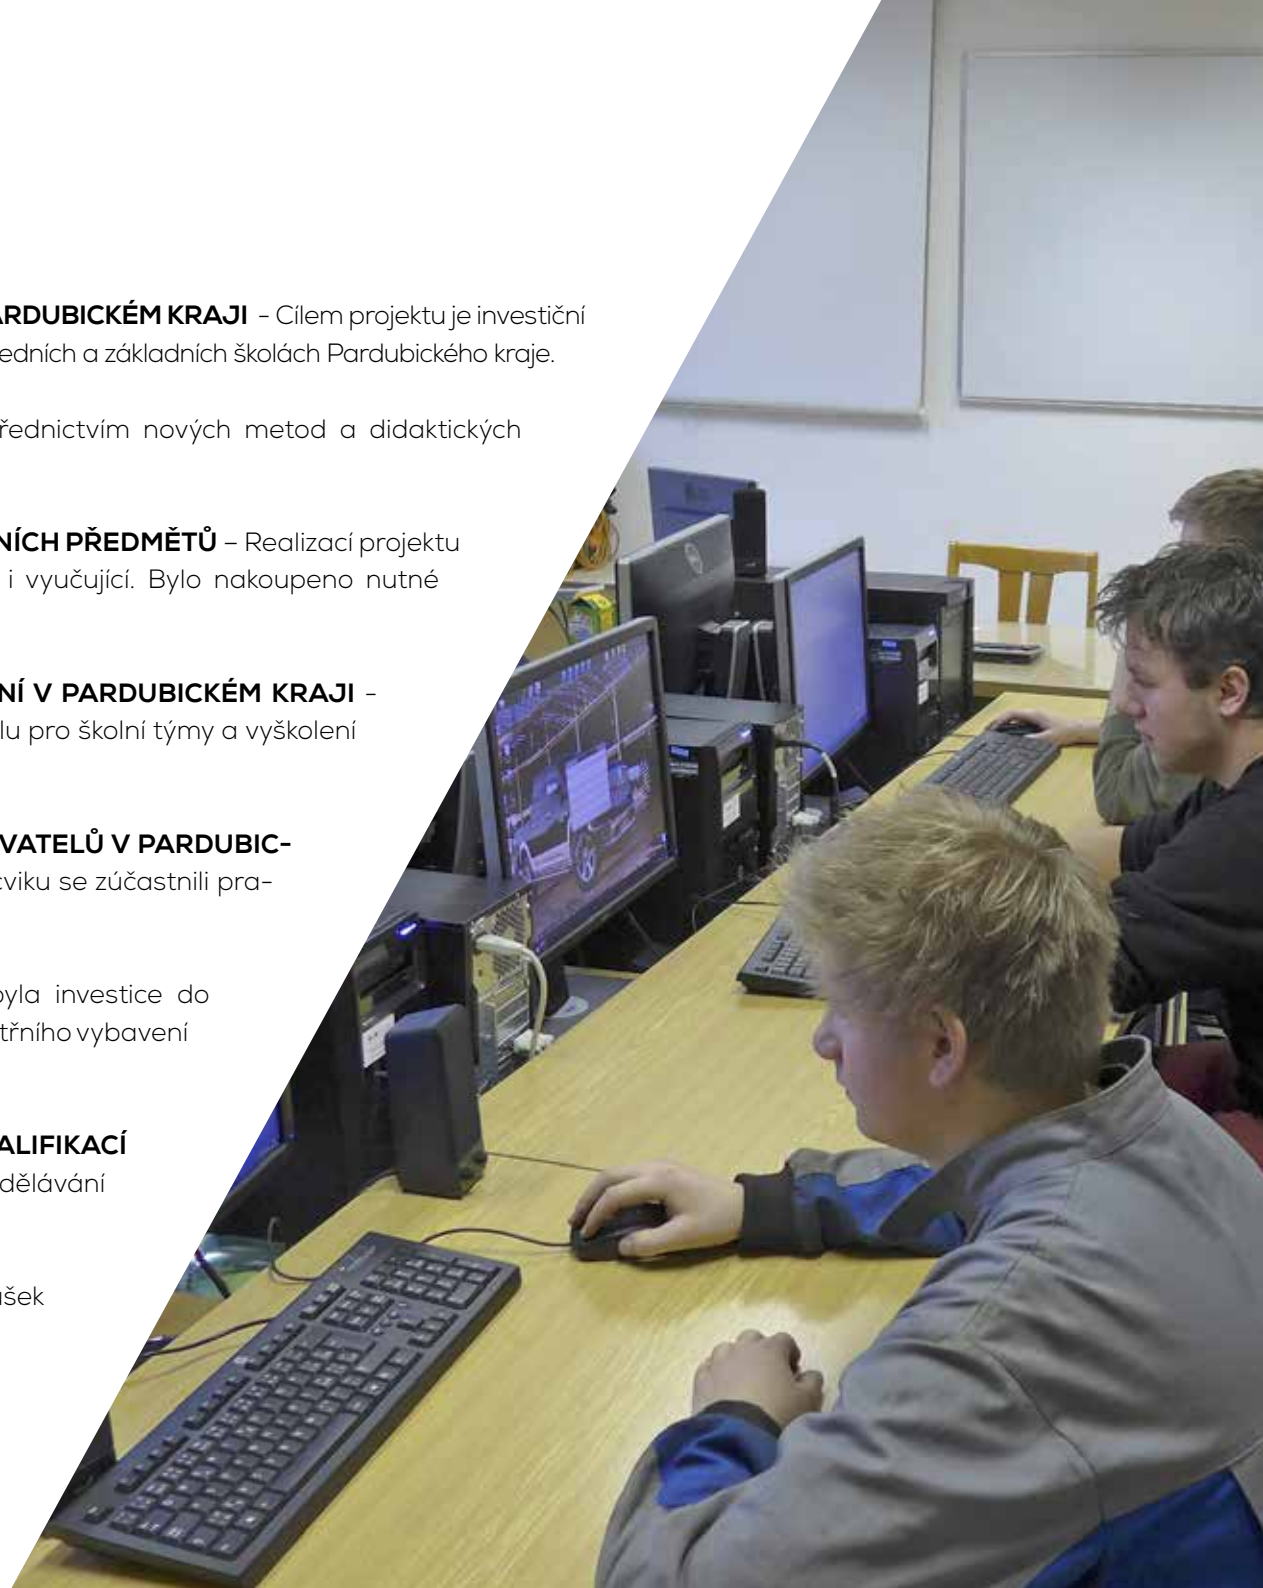 ARDUBICKÉM KRAJI - Cílem projektu je investiční
edních a základních školách Pardubického kraje.
řednictvím nových metod a didaktických
NÍCH PŘEDMĚTŮ – Realizací projektu
i vyučující. Bylo nakoupeno nutné
NÍ V PARDUBICKÉM KRAJI -
lu pro školní týmy a vyškolení
VATELŮ V PARDUBIC-
cviku se zúčastnili pra-
byla investice do
třního vybavení
ALIFIKACÍ
dělávání
ušek